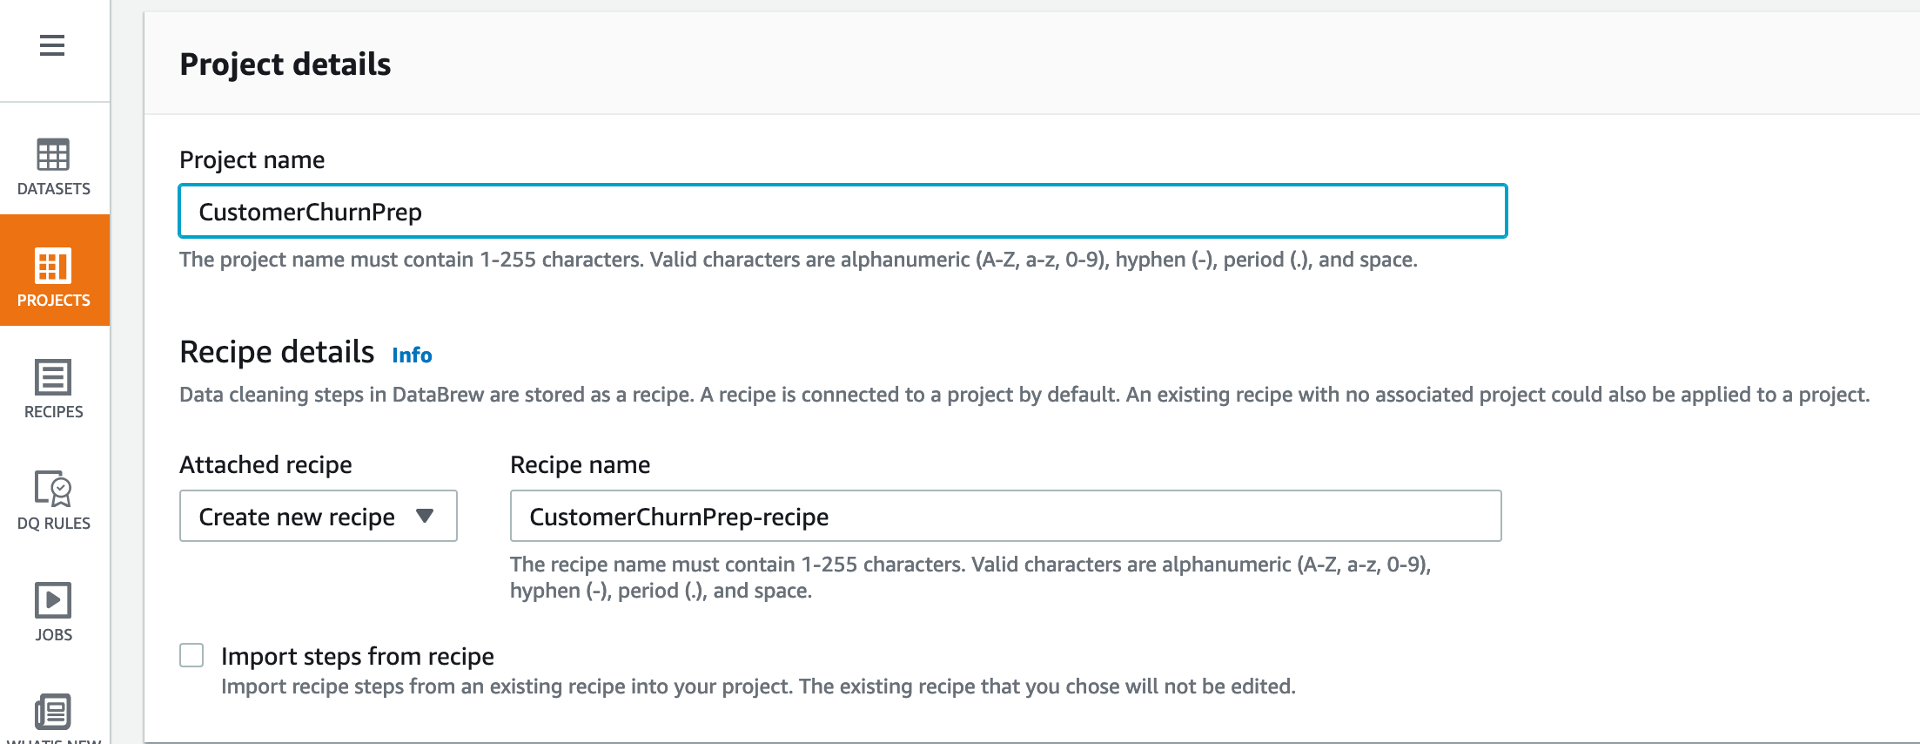 Project details
DATASETS
PROJECTS
RECIPES
DQ RULES
JOBS
WHAT'S NEW
Project name
CustomerChurnPrep
The project name must contain 1-255 characters. Valid characters are alphanumeric (A-Z, a-z, 0-9), hyphen (-), period (.), and space.
Recipe details Info
Data cleaning steps in DataBrew are stored as a recipe. A recipe is connected to a project by default. An existing recipe with no associated project could also be applied to a project.
Attached recipe
Create new recipe
Recipe name
CustomerChurnPrep-recipe
The recipe name must contain 1-255 characters. Valid characters are alphanumeric (A-Z, a-z, 0-9),
hyphen (-), period (.), and space.
Import steps from recipe
Import recipe steps from an existing recipe into your project. The existing recipe that you chose will not be edited.